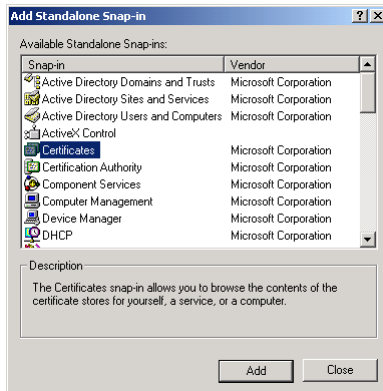 Add Standalone Snap-in
Available Standalone Snap-ins:
Snap-in Vendor
Active Directory Domains and Trusts Microsoft Corporation
Active Directory Sites and Services Microsoft Corporation
Active Directory Users and Computers Microsoft Corporation
ActiveX Control
Certificates Microsoft Corporation
Certification Authority Microsoft Corporation
Component Services Microsoft Corporation
Computer Management Microsoft Corporation
Device Manager Microsoft Corporation
DHCP Microsoft Corporation
Description
The Certificates snap-in allows you to browse the contents of the
certificate stores for yourself, a service, or a computer.
Add Close